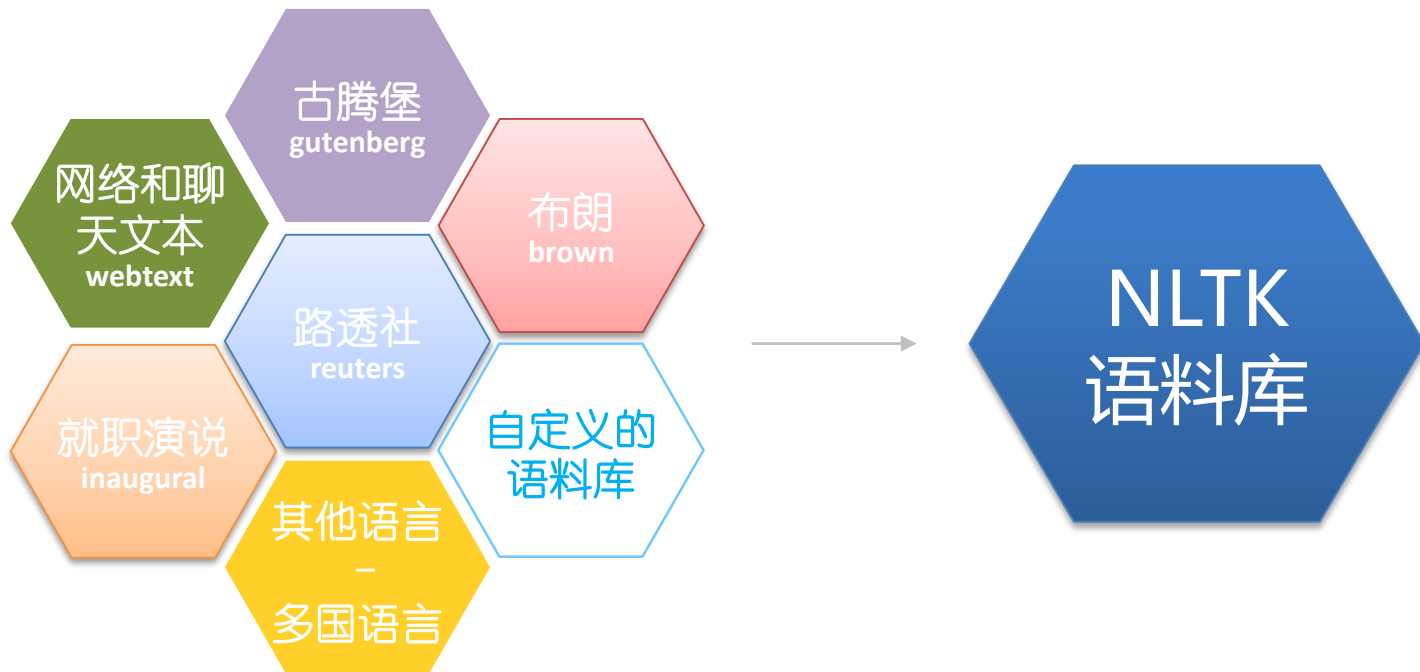 古腾堡
gutenberg
网络和聊
天文本
webtext
布朗
brown
路透社
reuters
就职演说
inaugural
自定义的
语料库
其他语言
–
多国语言
NLTK
语料库